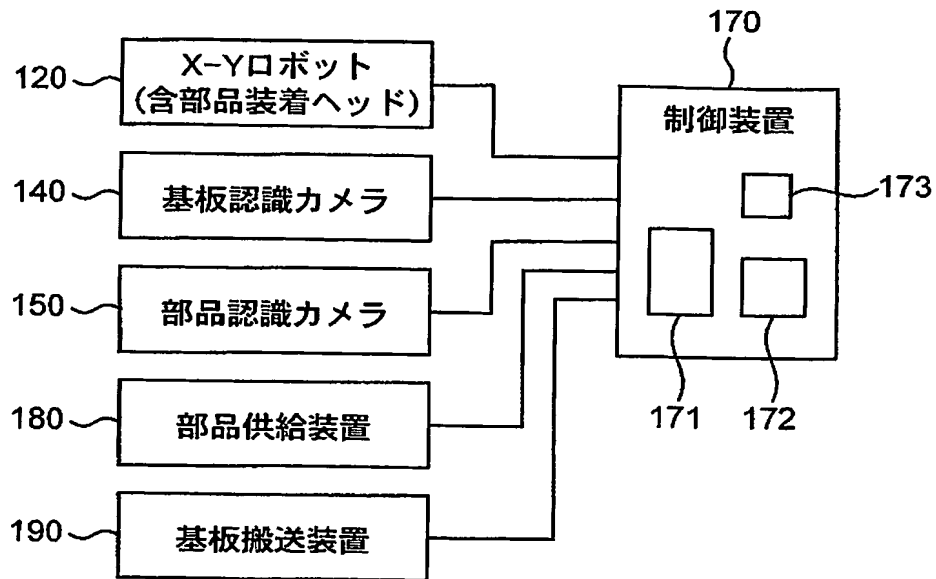 170
120
X-Yロボット
(含部品装着ヘッド)
制御装置
140
基板認識カメラ
173
150
部品認識カメラ
171
172
180
部品供給装置
190
基板搬送装置